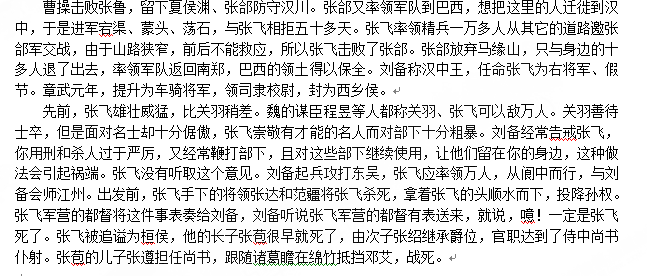 曹操击败张鲁，留下夏侯渊、张郃防守汉川。张郃又率领军队到巴西，想把这里的人迁徙到汉
中，于是进军宕渠、蒙头、荡石，与张飞相拒五十多天。张飞率领精兵一万多人从其它的道路邀张
郃军交战，由于山路狭窄，前后不能救应，所以张飞击败了张郃。张郃放弃马缘山，只与身边的十
多人退了出去，率领军队返回南郑，巴西的领土得以保全。刘备称汉中王，任命张飞为右将军、假
节。章武元年，提升为车骑将军，领司隶校尉，封为西乡侯。
先前，张飞雄壮威猛，比关羽稍差。魏的谋臣程昱等人都称关羽、张飞可以敌万人。关羽善待
士卒，但是面对名士却十分倨傲，张飞崇敬有才能的名人而对部下十分粗暴。刘备经常告戒张飞，
你用刑和杀人过于严厉，又经常鞭打部下，且对这些部下继续使用，让他们留在你的身边，这种做
法会引起祸端。张飞没有听取这个意见。刘备起兵攻打东吴，张飞应率领万人，从阆中而行，与刘
备会师江州。出发前，张飞手下的将领张达和范疆将张飞杀死，拿着张飞的头顺水而下，投降孙权。
张飞军营的都督将这件事表奏给刘备，刘备听说张飞军营的都督有表送来，就说，噫！一定是张飞
死了。张飞被追谥为桓侯，他的长子张苞很早就死了，由次子张绍继承爵位，官职达到了侍中尚书
仆射。张苞的儿子张遵担任尚书，跟随诸葛瞻在绵竹抵挡邓艾，战死。